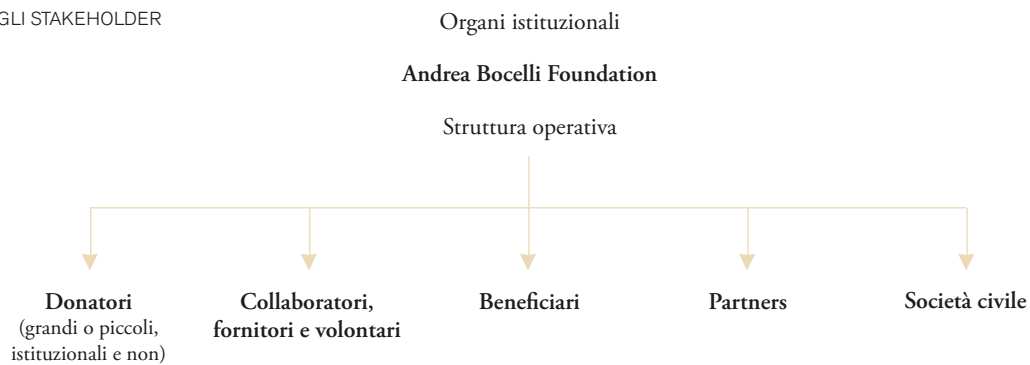 GLI STAKEHOLDER
Organi istituzionali
Andrea Bocelli Foundation
Struttura operativa
Donatori
(grandi o piccoli,
istituzionali e non)
Collaboratori,
fornitori e volontari
Beneficiari
Partners
Società civile